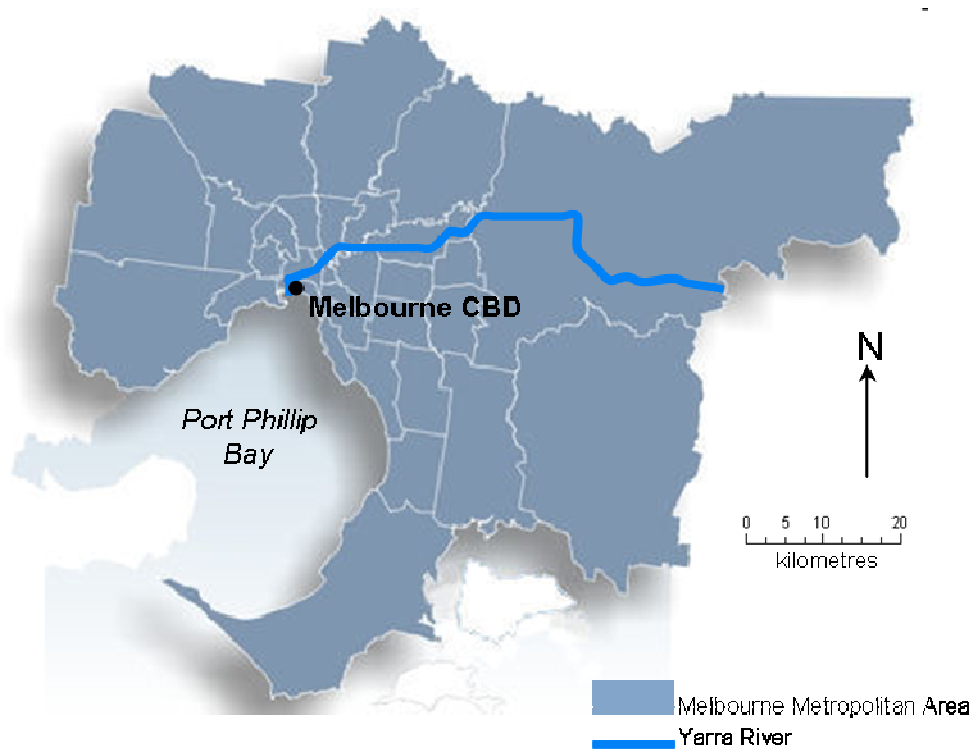 Melbourne CBD
Port Phillip
Bay
N
0 5 10 20
kilometres
Melbourne Metropolitan Area
Yarra River